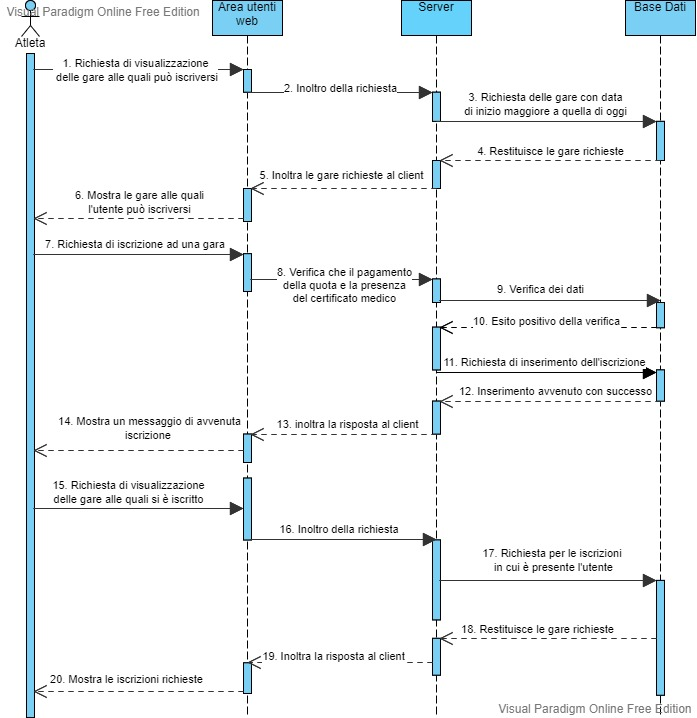 Visual Paradigm Online Free Edition
Atleta
Area utenti
web
Server
Base Dati
1. Richiesta di visualizzazione
delle gare alle quali può iscriversi
2. Inoltro della richiesta
3. Richiesta delle gare con data
di inizio maggiore a quella di oggi
4. Restituisce le gare richieste
5. Inoltra le gare richieste al client
6. Mostra le gare alle quali
l'utente può iscriversi
7. Richiesta di iscrizione ad una gara
8. Verifica che il pagamento
della quota e la presenza
del certificato medico
9. Verifica dei dati
10. Esito positivo della verifica
11. Richiesta di inserimento dell'iscrizione
12. Inserimento avvenuto con successo
13. inoltra la risposta al client
14. Mostra un messaggio di avvenuta
iscrizione
15. Richiesta di visualizzazione
delle gare alle quali si è iscritto
16. Inoltro della richiesta
17. Richiesta per le iscrizioni
in cui è presente l'utente
18. Restituisce le gare richieste
19. Inoltra la risposta al client
20. Mostra le iscrizioni richieste
Visual Paradigm Online Free Edition